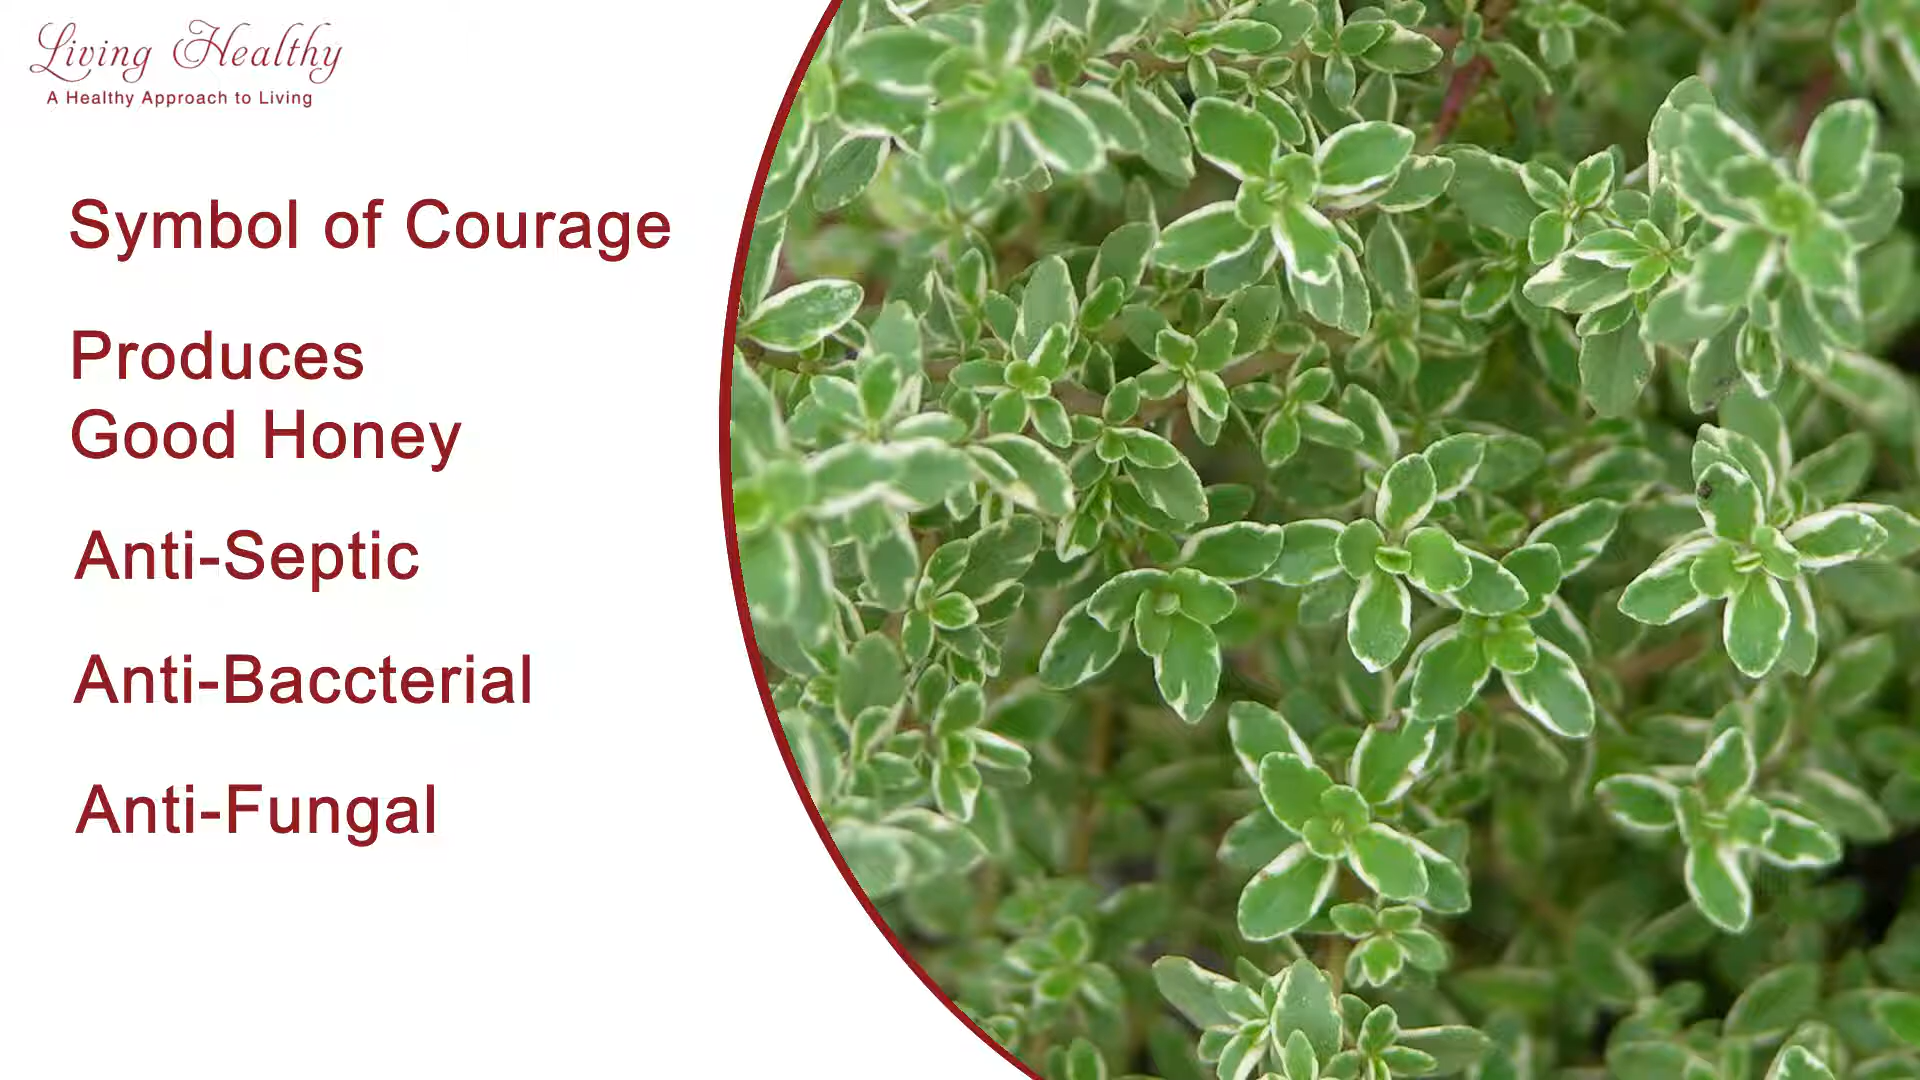 Living Healthy
A Healthy Approach to Living
Symbol of Courage
Produces
Good Honey
Anti-Septic
Anti-Baccterial
Anti-Fungal